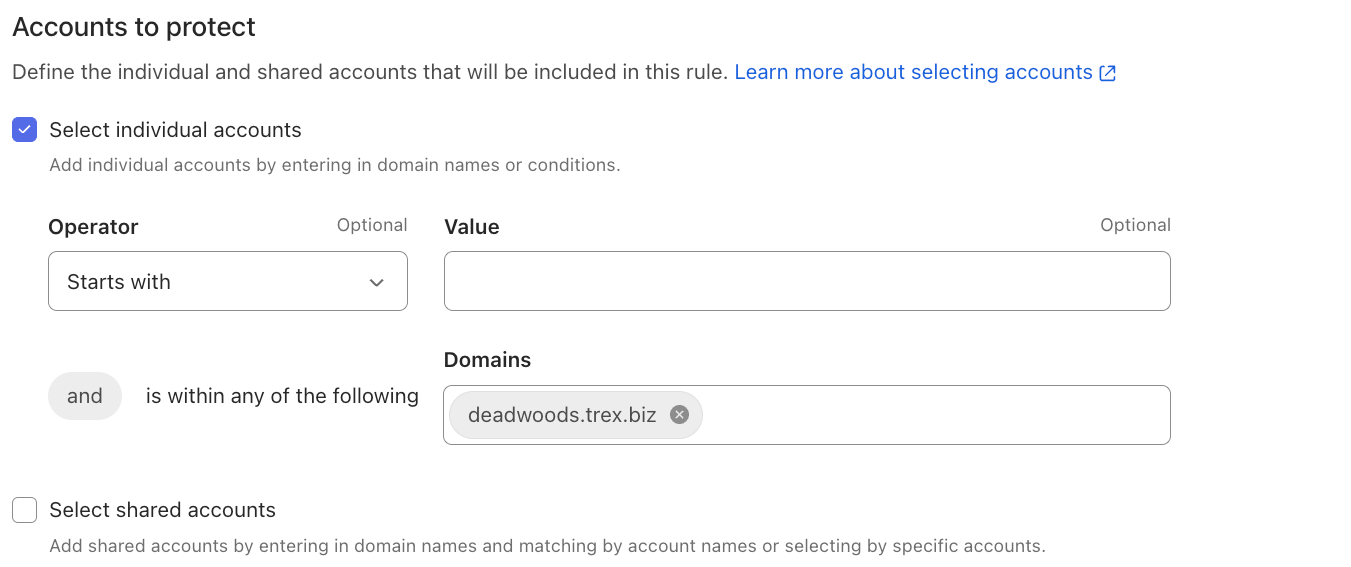 Accounts to protect
Define the individual and shared accounts that will be included in this rule. Learn more about selecting accounts
Select individual accounts
Add individual accounts by entering in domain names or conditions.
Operator Optional Value Optional
Starts with
Domains
and is within any of the following
deadwoods.trex.biz
Select shared accounts
Add shared accounts by entering in domain names and matching by account names or selecting by specific accounts.